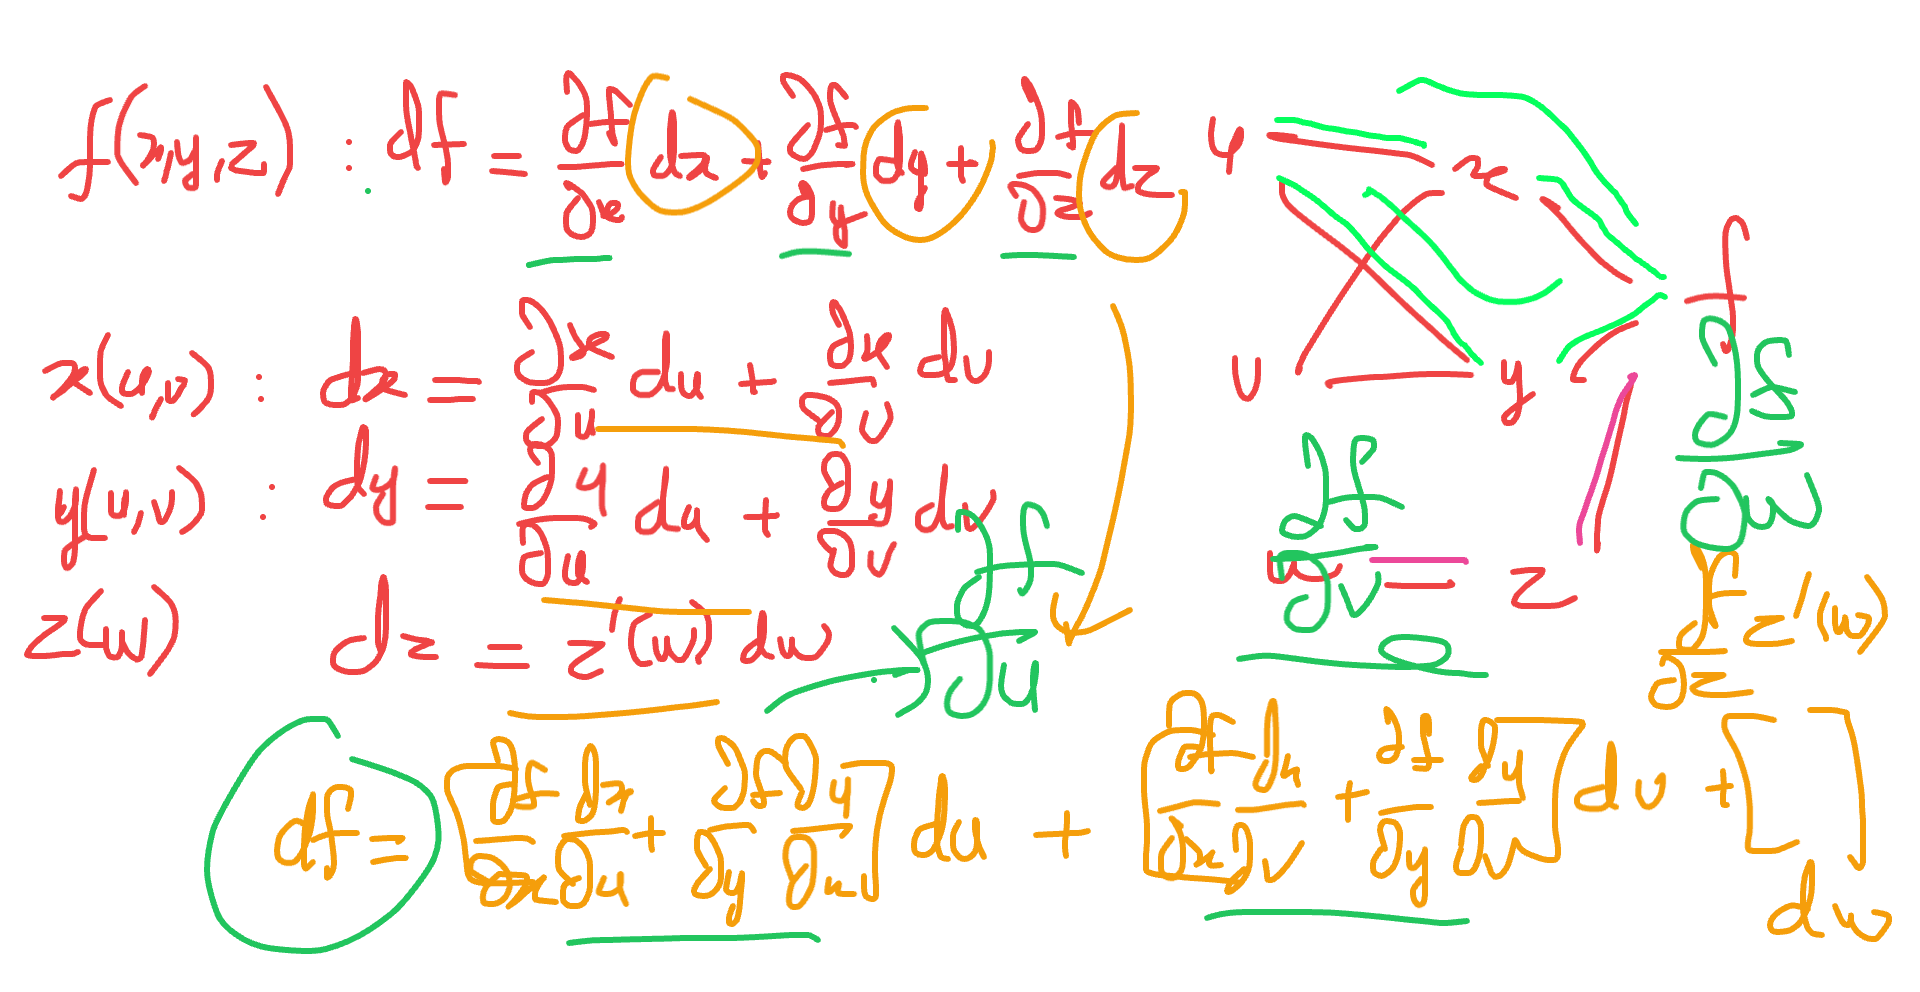 f(x,y,z) : df = ∂f/∂x dx + ∂f/∂y dy + ∂f/∂z dz
x(u,v) : dx = ∂x/∂u du + ∂x/∂v dv
y(u,v) : dy = ∂y/∂u du + ∂y/∂v dv
z(w) dz = z'(w) dw
u x
v y f
w z
∂f/∂u
∂f/∂v
∂f/∂w
∂f/∂z z'(w)
df = [∂f/∂x ∂x/∂u + ∂f/∂y ∂y/∂u] du + [∂f/∂x ∂x/∂v + ∂f/∂y ∂y/∂v] dv + [ ] dw